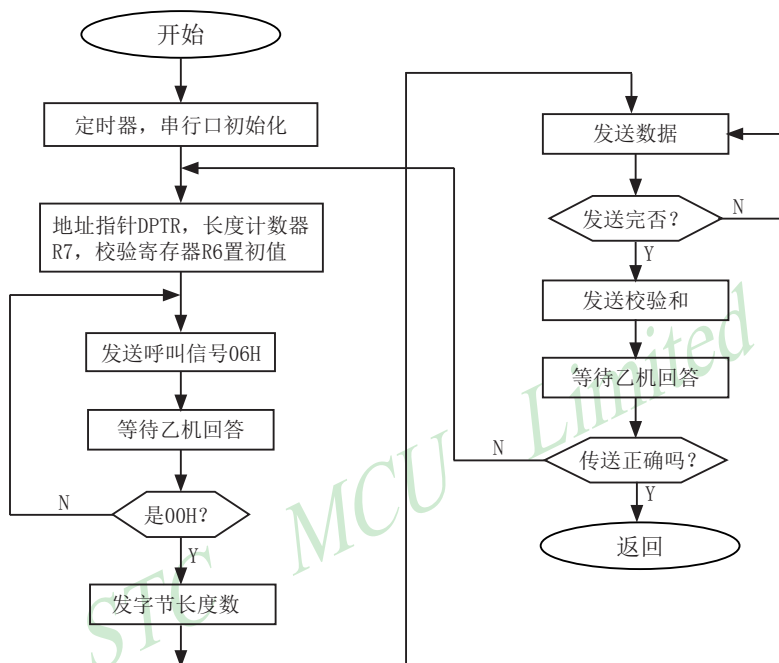 开始
定时器，串行口初始化
地址指针DPTR，长度计数器
R7，校验寄存器R6置初值
发送呼叫信号06H
等待乙机回答
N
是00H？
Y
发字节长度数
发送数据
发送完否？
N
Y
发送校验和
等待乙机回答
N
传送正确吗？
Y
返回
STC MCU Limited